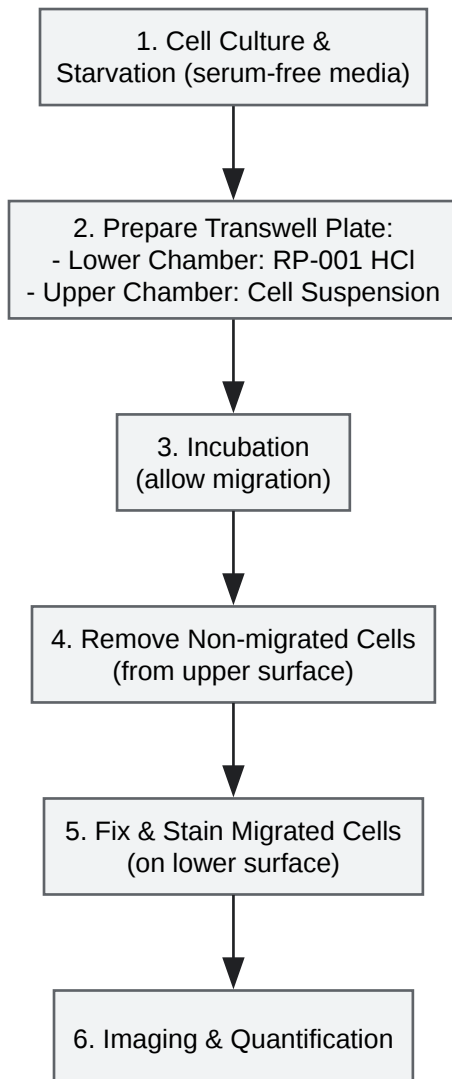 1. Cell Culture &
Starvation (serum-free media)
2. Prepare Transwell Plate:
- Lower Chamber: RP-001 HCl
- Upper Chamber: Cell Suspension
3. Incubation
(allow migration)
4. Remove Non-migrated Cells
(from upper surface)
5. Fix & Stain Migrated Cells
(on lower surface)
6. Imaging & Quantification